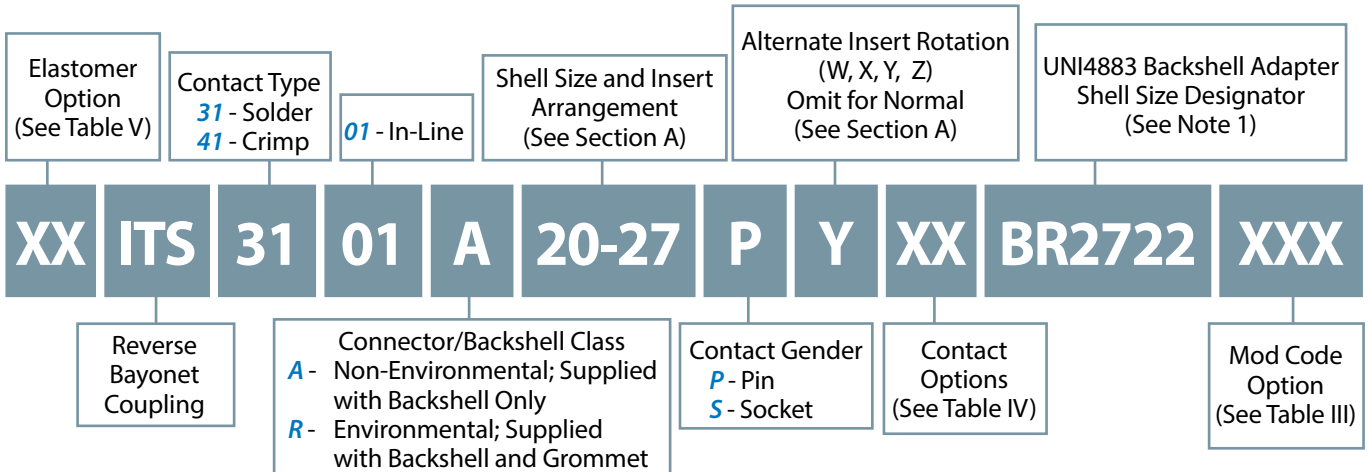 Elastomer
Option
(See Table V)
Contact Type
31 - Solder
41 - Crimp
01 - In-Line
Shell Size and Insert
Arrangement
(See Section A)
Alternate Insert Rotation
(W, X, Y, Z)
Omit for Normal
(See Section A)
UNI4883 Backshell Adapter
Shell Size Designator
(See Note 1)
XX ITS 31 01 A 20-27 P Y XX BR2722 XXX
Reverse
Bayonet
Coupling
Connector/Backshell Class
A - Non-Environmental; Supplied
with Backshell Only
R - Environmental; Supplied
with Backshell and Grommet
Contact Gender
P - Pin
S - Socket
Contact
Options
(See Table IV)
Mod Code
Option
(See Table III)